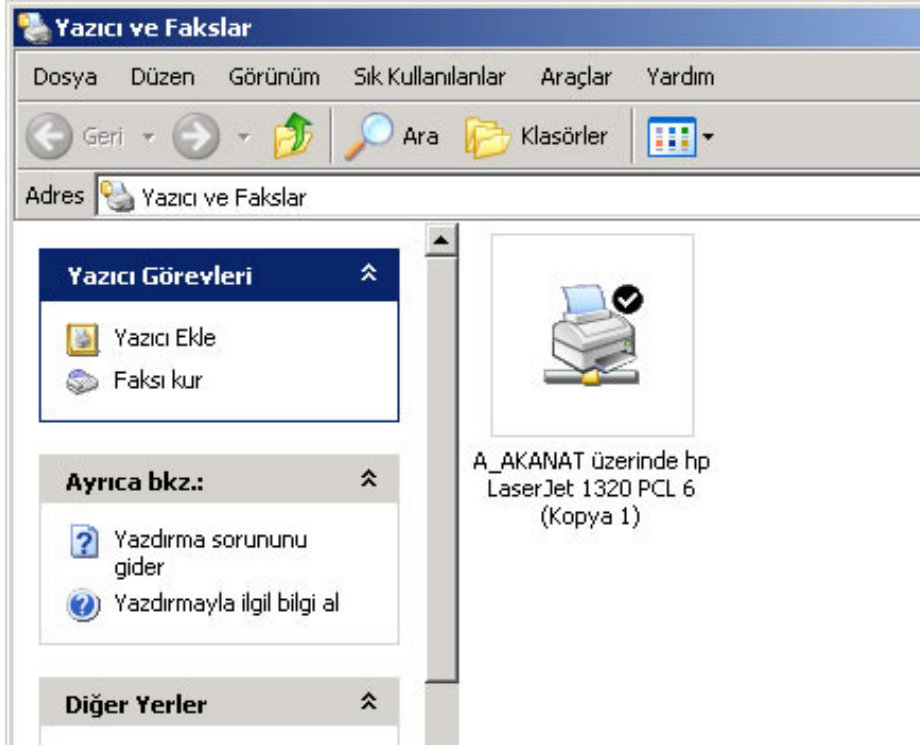 Yazıcı ve Fakslar
Dosya Düzen Görünüm Sık Kullanılanlar Araçlar Yardım
Geri Ara Klasörler
Adres Yazıcı ve Fakslar
Yazıcı Görevleri
Yazıcı Ekle
Faksı kur
Ayrıca bkz.:
Yazdırma sorununu
gider
Yazdırmayla ilgil bilgi al
Diğer Yerler
A_AKANAT üzerinde hp
LaserJet 1320 PCL 6
(Kopya 1)